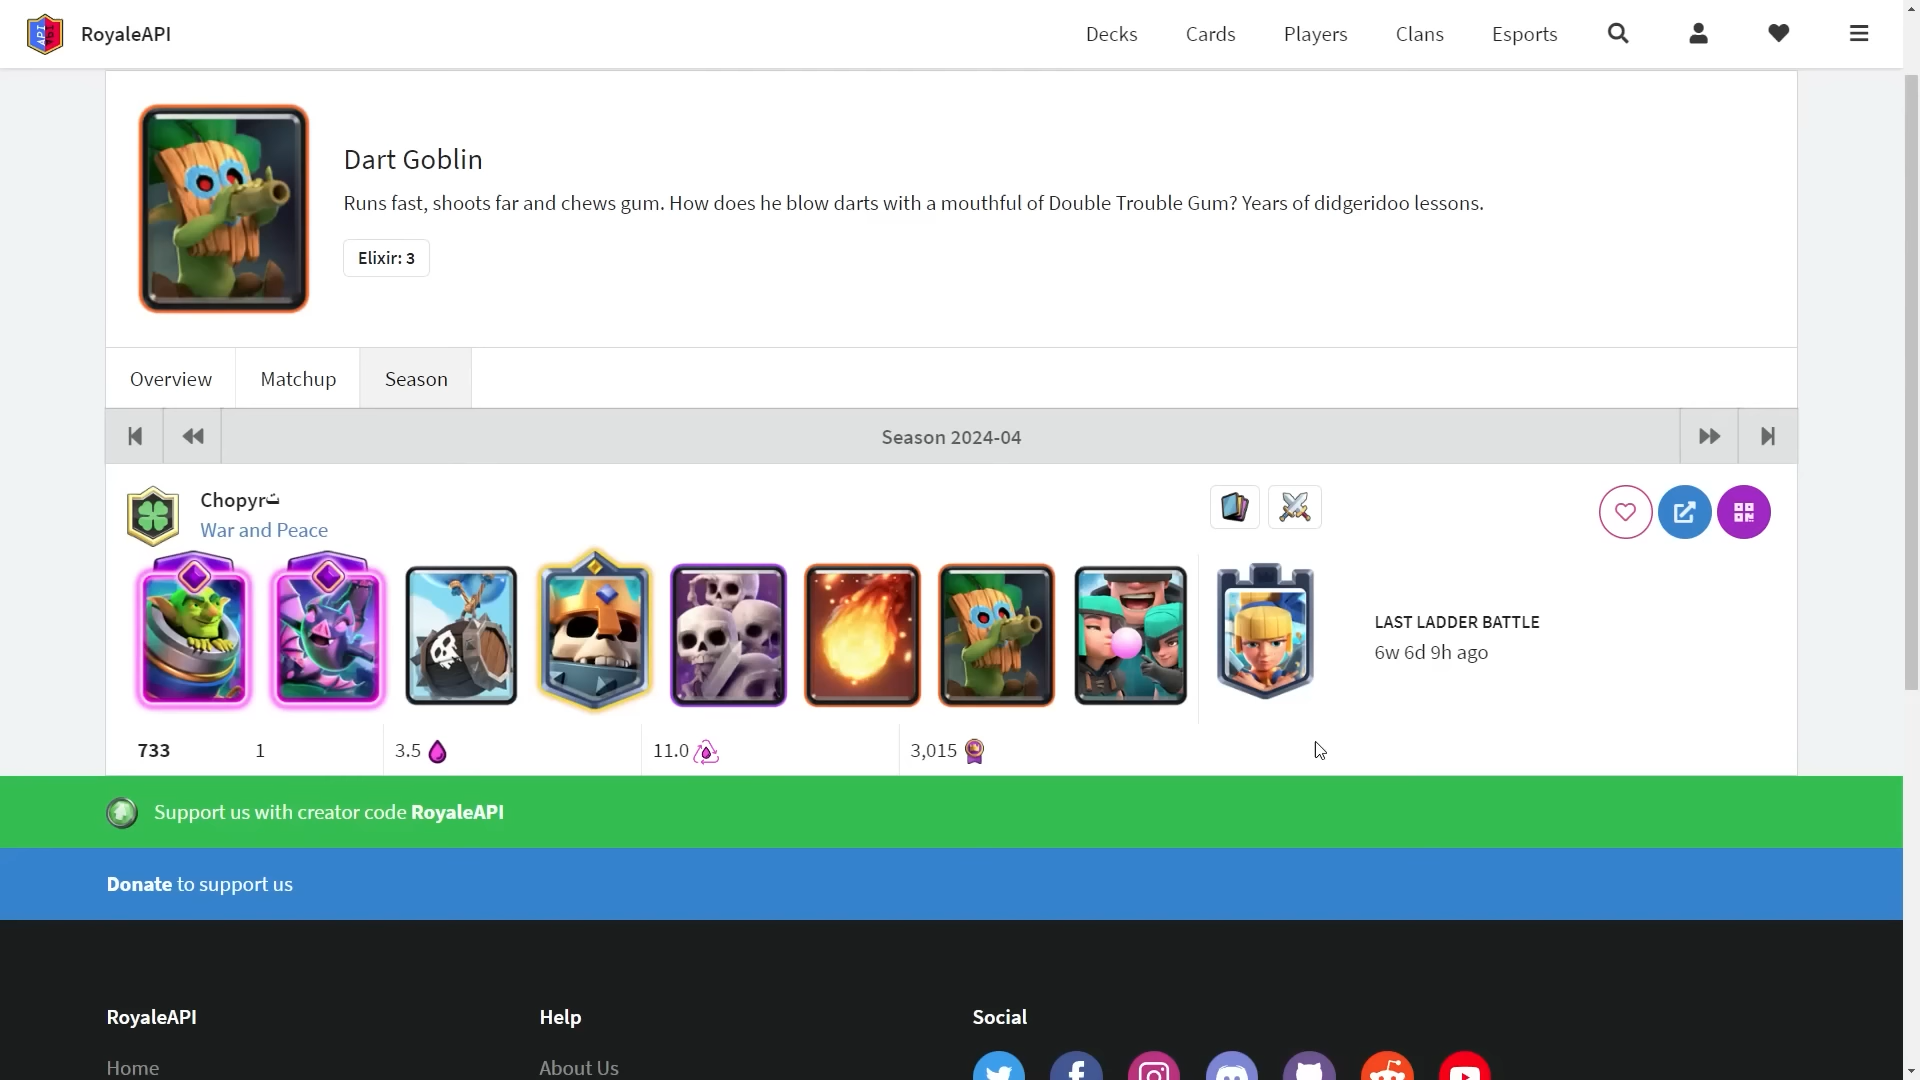 RoyaleAPI
Decks
Cards
Players
Clans
Esports
Dart Goblin
Runs fast, shoots far and chews gum. How does he blow darts with a mouthful of Double Trouble Gum? Years of didgeridoo lessons.
Elixir: 3
Overview
Matchup
Season
Season 2024-04
Chopyrت
War and Peace
LAST LADDER BATTLE
6w 6d 9h ago
733
1
3.5
11.0
3,015
Support us with creator code RoyaleAPI
Donate to support us
RoyaleAPI
Help
Social
Home
About Us